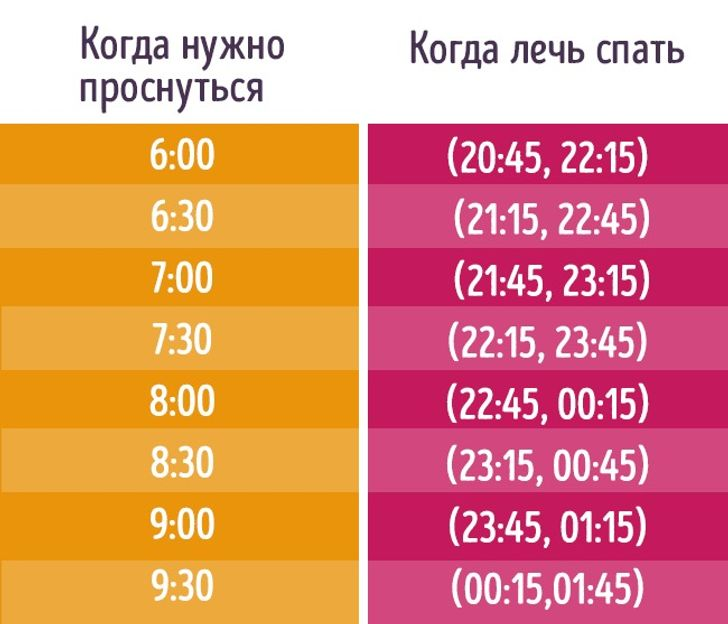 Когда нужно
проснуться
Когда лечь спать
6:00 (20:45, 22:15)
6:30 (21:15, 22:45)
7:00 (21:45, 23:15)
7:30 (22:15, 23:45)
8:00 (22:45, 00:15)
8:30 (23:15, 00:45)
9:00 (23:45, 01:15)
9:30 (00:15,01:45)